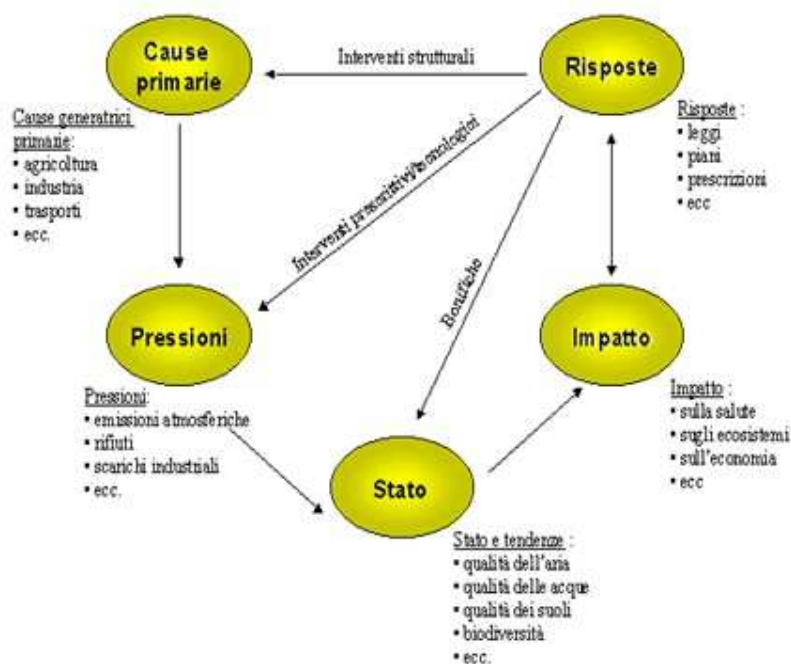 Cause
primarie
Interventi strutturali
Risposte
Cause generatrici
primarie:
• agricoltura
• industria
• trasporti
• ecc.
Risposte :
• leggi
• piani
• prescrizioni
• ecc
Interventi prescrittivi/tecnologici
Bonifiche
Pressioni
Impatto
Pressioni:
• emissioni atmosferiche
• rifiuti
• scarichi industriali
• ecc.
Impatto :
• sulla salute
• sugli ecosistemi
• sull'economia
• ecc
Stato
Stato e tendenze :
• qualità dell'aria
• qualità delle acque
• qualità dei suoli
• biodiversità
• ecc.